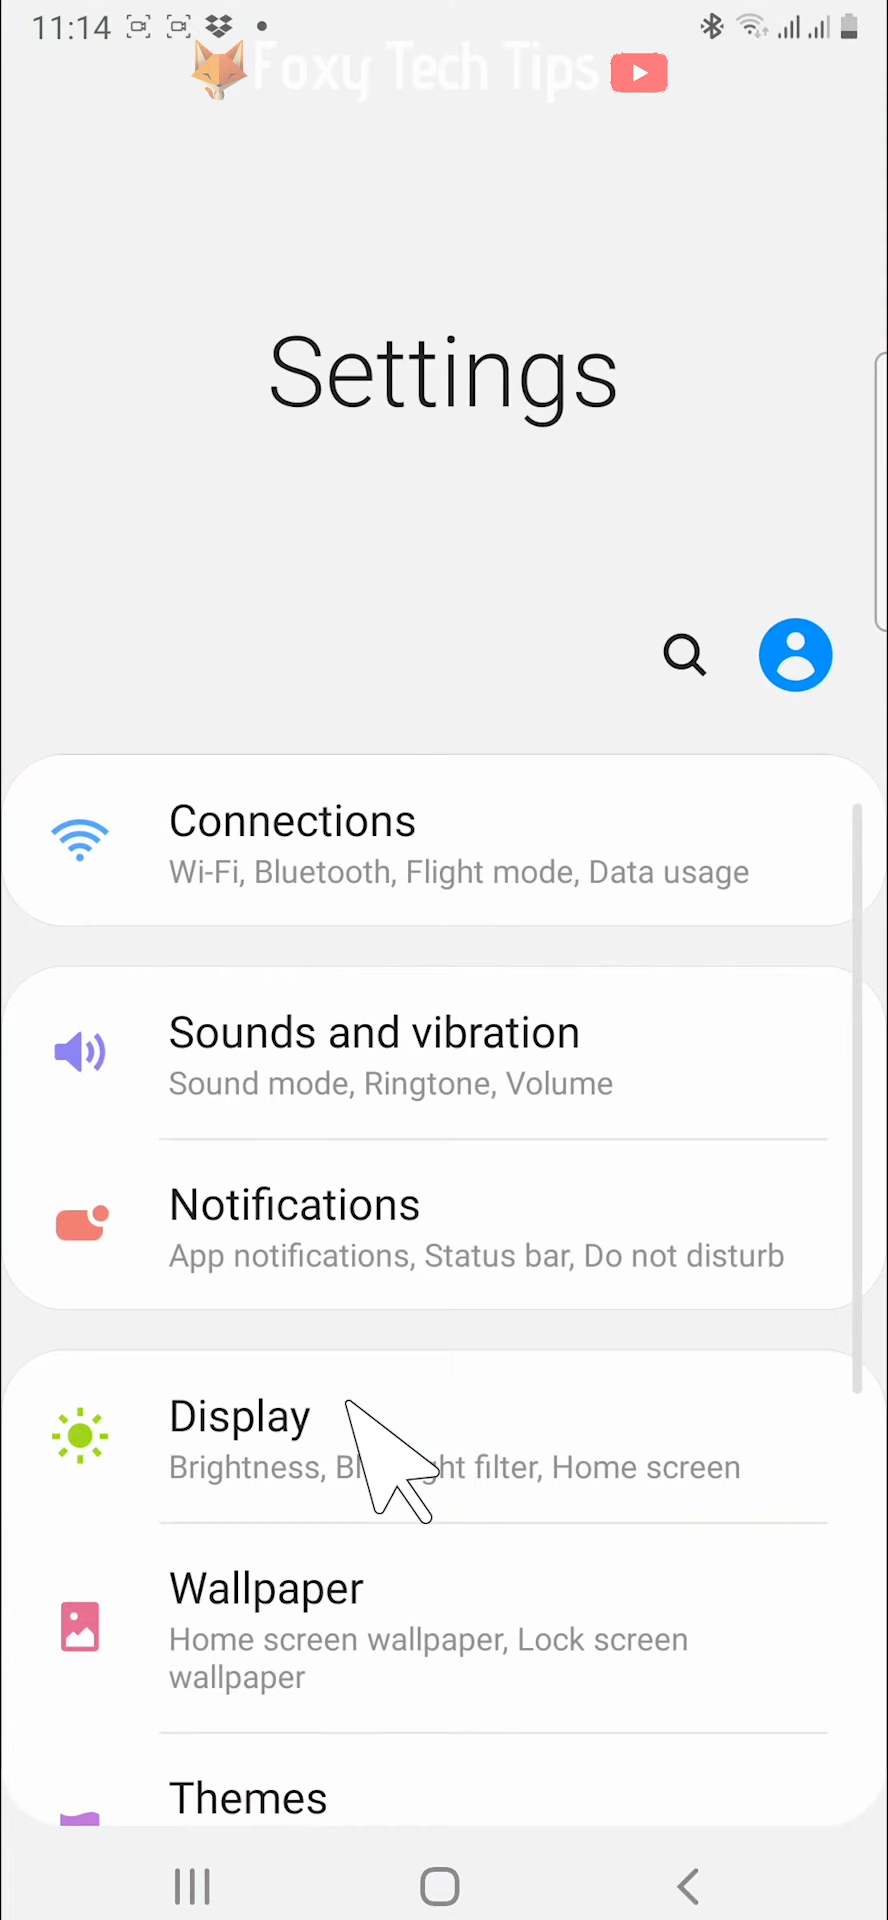 11:14
Foxy Tech Tips
Settings
Connections
Wi-Fi, Bluetooth, Flight mode, Data usage
Sounds and vibration
Sound mode, Ringtone, Volume
Notifications
App notifications, Status bar, Do not disturb
Display
Brightness, filter, Home screen
Wallpaper
Home screen wallpaper, Lock screen
wallpaper
Themes